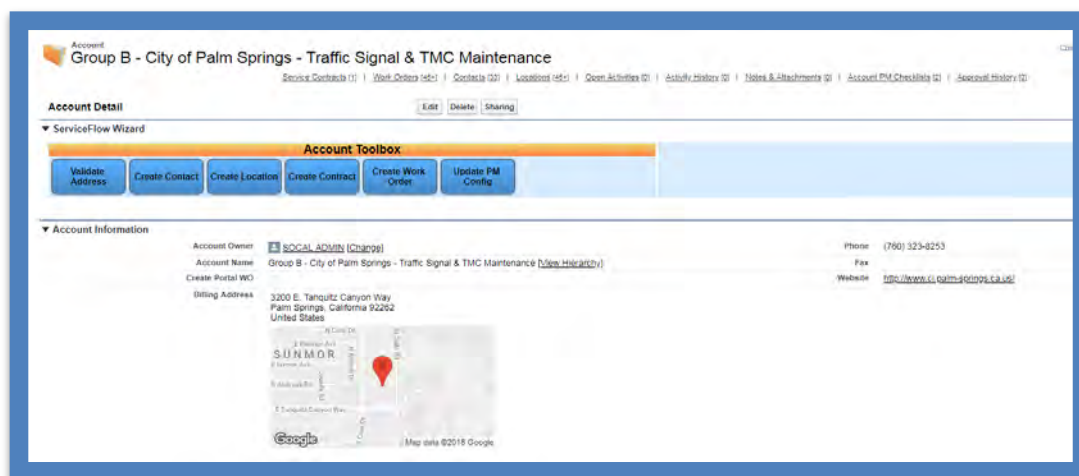 Account
Group B - City of Palm Springs - Traffic Signal & TMC Maintenance
Service Contracts [1] | Work Orders [45+] | Contacts [33] | Locations [45+] | Open Activities [0] | Activity History [0] | Notes & Attachments [0] | Account PM Checklists [2] | Approval History [0]
Account Detail
Edit Delete Sharing
▼ ServiceFlow Wizard
Account Toolbox
Validate Address
Create Contact
Create Location
Create Contract
Create Work Order
Update PM Config
▼ Account Information
Account Owner SOCAL ADMIN [Change]
Phone (760) 323-8253
Account Name Group B - City of Palm Springs - Traffic Signal & TMC Maintenance [View Hierarchy]
Fax
Create Portal WO
Website http://www.ci.palm-springs.ca.us/
Billing Address 3200 E. Tahquitz Canyon Way
Palm Springs, California 92262
United States
SUNMOR
Google
Map data ©2018 Google